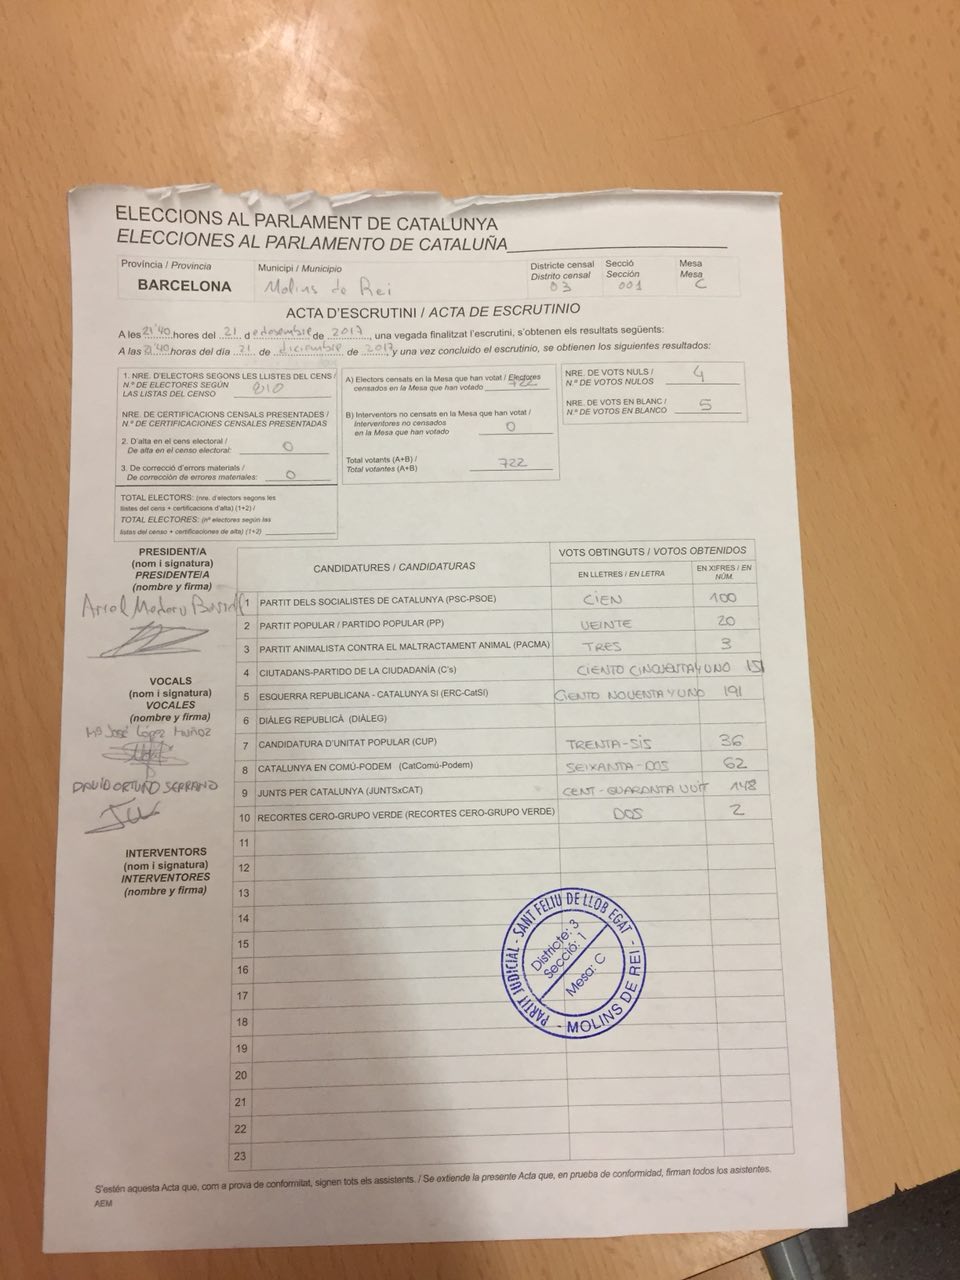 ELECCIONS AL PARLAMENT DE CATALUNYA
ELECCIONES AL PARLAMENTO DE CATALUÑA
Província / Provincia
BARCELONA
Municipi / Municipio
Molins de Rei
Districte censal
Distrito censal
03
Secció
Sección
001
Mesa
Mesa
C
ACTA D'ESCRUTINI / ACTA DE ESCRUTINIO
A les 21'40 hores del 21 de desembre de 2017, una vegada finalitzat l'escrutini, s'obtenen els resultats següents:
A las 21'40 horas del día 21 de diciembre de 2017, y una vez concluido el escrutinio, se obtienen los siguientes resultados:
1. NRE. D'ELECTORS SEGONS LES LLISTES DEL CENS /
N.º DE ELECTORES SEGÚN
LAS LISTAS DEL CENSO 810
NRE. DE CERTIFICACIONS CENSALS PRESENTADES /
N.º DE CERTIFICACIONES CENSALES PRESENTADAS
2. D'alta en el cens electoral /
De alta en el censo electoral: 0
3. De correcció d'errors materials /
De corrección de errores materiales: 0
TOTAL ELECTORS: (nre. d'electors segons les
llistes del cens + certificacions d'alta) (1+2) /
TOTAL ELECTORES: (nº electores según las
listas del censo + certificaciones de alta) (1+2)
A) Electors censats en la Mesa que han votat / Electores
censados en la Mesa que han votado 722
B) Interventors no censats en la Mesa que han votat /
Interventores no censados
en la Mesa que han votado 0
Total votants (A+B) /
Total votantes (A+B) 722
NRE. DE VOTS NULS /
N.º DE VOTOS NULOS 4
NRE. DE VOTS EN BLANC /
N.º DE VOTOS EN BLANCO 5
PRESIDENT/A
(nom i signatura)
PRESIDENTE/A
(nombre y firma)
VOCALS
(nom i signatura)
VOCALES
(nombre y firma)
Mª José López Muñoz
DAVID ORTUÑO SERRANO
INTERVENTORS
(nom i signatura)
INTERVENTORES
(nombre y firma)
CANDIDATURES / CANDIDATURAS
VOTS OBTINGUTS / VOTOS OBTENIDOS
EN LLETRES / EN LETRA
EN XIFRES / EN NÚM.
1 PARTIT DELS SOCIALISTES DE CATALUNYA (PSC-PSOE) CIEN 100
2 PARTIT POPULAR / PARTIDO POPULAR (PP) VEINTE 20
3 PARTIT ANIMALISTA CONTRA EL MALTRACTAMENT ANIMAL (PACMA) TRES 3
4 CIUTADANS-PARTIDO DE LA CIUDADANÍA (C's) CIENTO CINCUENTA Y UNO 151
5 ESQUERRA REPUBLICANA - CATALUNYA SÍ (ERC-CatSí) CIENTO NOVENTA Y UNO 191
6 DIÀLEG REPUBLICÀ (DIÀLEG)
7 CANDIDATURA D'UNITAT POPULAR (CUP) TRENTA-SIS 36
8 CATALUNYA EN COMÚ-PODEM (CatComú-Podem) SEIXANTA-DOS 62
9 JUNTS PER CATALUNYA (JUNTSxCAT) CENT-QUARANTA VUIT 148
10 RECORTES CERO-GRUPO VERDE (RECORTES CERO-GRUPO VERDE) DOS 2
11
12
13
14
15
16
17
18
19
20
21
22
23
PARTIT JUDICIAL - SANT FELIU DE LLOB EGAT - MOLINS DE REI -
Districte: 3
Secció: 1
Mesa: C
S'estén aquesta Acta que, com a prova de conformitat, signen tots els assistents. / Se extiende la presente Acta que, en prueba de conformidad, firman todos los asistentes.
AEM